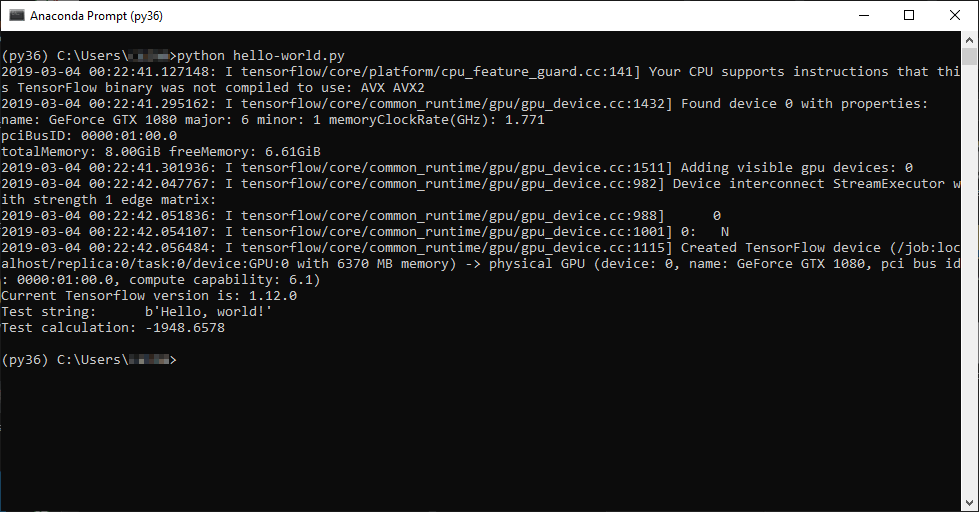 Anaconda Prompt (py36)
(py36) C:\Users\>python hello-world.py
2019-03-04 00:22:41.127148: I tensorflow/core/platform/cpu_feature_guard.cc:141] Your CPU supports instructions that thi
s TensorFlow binary was not compiled to use: AVX AVX2
2019-03-04 00:22:41.295162: I tensorflow/core/common_runtime/gpu/gpu_device.cc:1432] Found device 0 with properties:
name: GeForce GTX 1080 major: 6 minor: 1 memoryClockRate(GHz): 1.771
pciBusID: 0000:01:00.0
totalMemory: 8.00GiB freeMemory: 6.61GiB
2019-03-04 00:22:41.301936: I tensorflow/core/common_runtime/gpu/gpu_device.cc:1511] Adding visible gpu devices: 0
2019-03-04 00:22:42.047767: I tensorflow/core/common_runtime/gpu/gpu_device.cc:982] Device interconnect StreamExecutor w
ith strength 1 edge matrix:
2019-03-04 00:22:42.051836: I tensorflow/core/common_runtime/gpu/gpu_device.cc:988]      0
2019-03-04 00:22:42.054107: I tensorflow/core/common_runtime/gpu/gpu_device.cc:1001] 0:   N
2019-03-04 00:22:42.056484: I tensorflow/core/common_runtime/gpu/gpu_device.cc:1115] Created TensorFlow device (/job:loc
alhost/replica:0/task:0/device:GPU:0 with 6370 MB memory) -> physical GPU (device: 0, name: GeForce GTX 1080, pci bus id
: 0000:01:00.0, compute capability: 6.1)
Current Tensorflow version is: 1.12.0
Test string:      b'Hello, world!'
Test calculation: -1948.6578
(py36) C:\Users\>